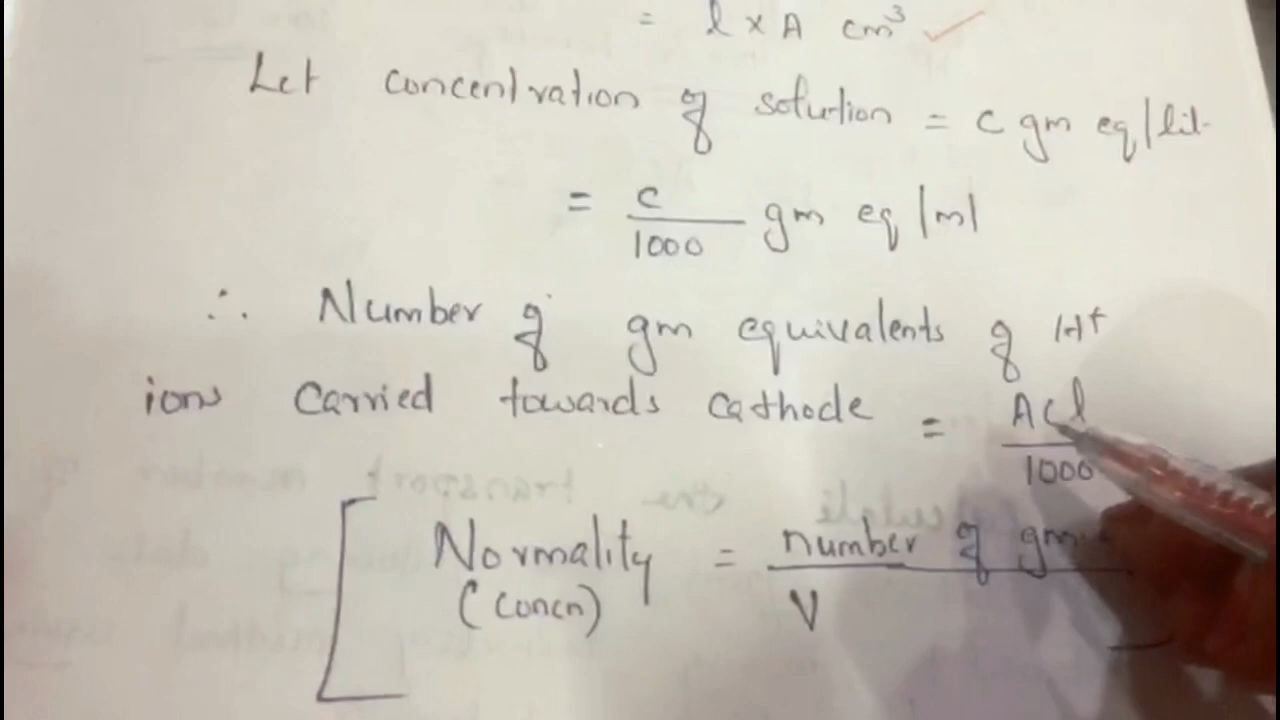 = l x A cm³ ✓
Let concentration of solution = C gm eq/lit.
= C/1000 gm eq/ml
∴ Number of gm equivalents of H+
ions carried towards cathode = ACl/1000
Normality = number of gm
(concn) V